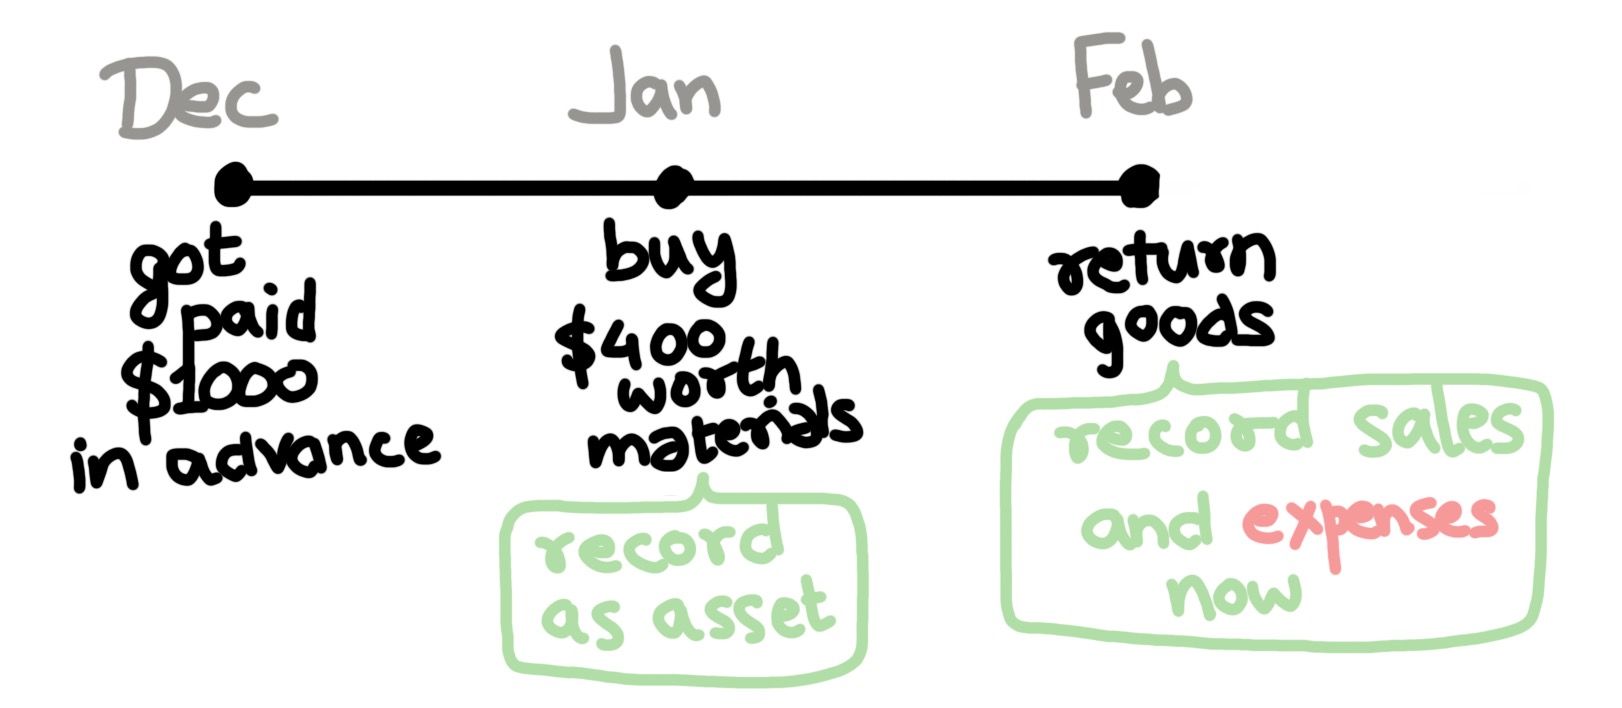 Dec
Jan
Feb
got
paid
$1000
in advance
buy
$400
worth
materials
record
as asset
return
goods
record sales
and expenses
now